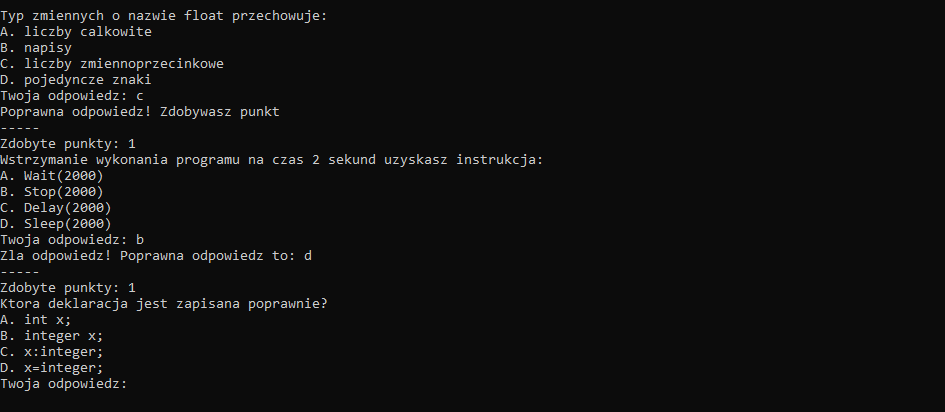 Typ zmiennych o nazwie float przechowuje:
A. liczby calkowite
B. napisy
C. liczby zmiennoprzecinkowe
D. pojedyncze znaki
Twoja odpowiedz: c
Poprawna odpowiedz! Zdobywasz punkt
-----
Zdobyte punkty: 1
Wstrzymanie wykonania programu na czas 2 sekund uzyskasz instrukcja:
A. Wait(2000)
B. Stop(2000)
C. Delay(2000)
D. Sleep(2000)
Twoja odpowiedz: b
Zla odpowiedz! Poprawna odpowiedz to: d
-----
Zdobyte punkty: 1
Ktora deklaracja jest zapisana poprawnie?
A. int x;
B. integer x;
C. x:integer;
D. x=integer;
Twoja odpowiedz: